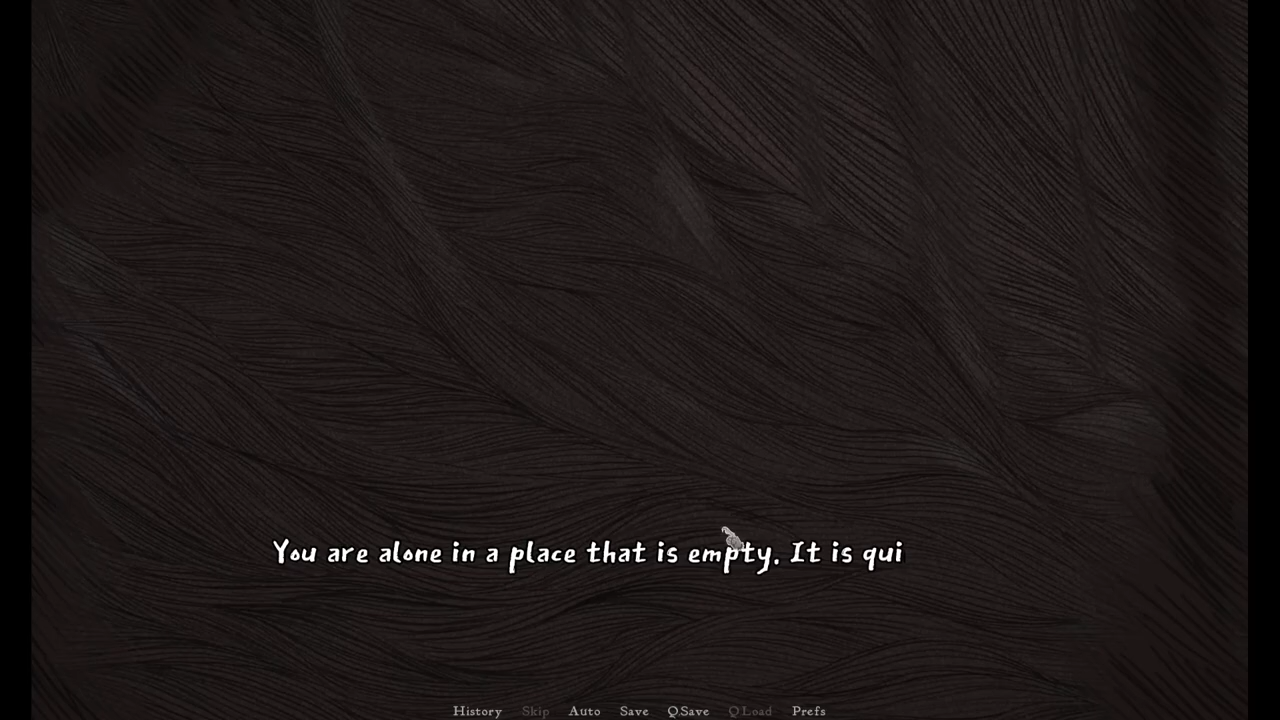 You are alone in a place that is empty. It is qui
History Skip Auto Save Q.Save Q.Load Prefs